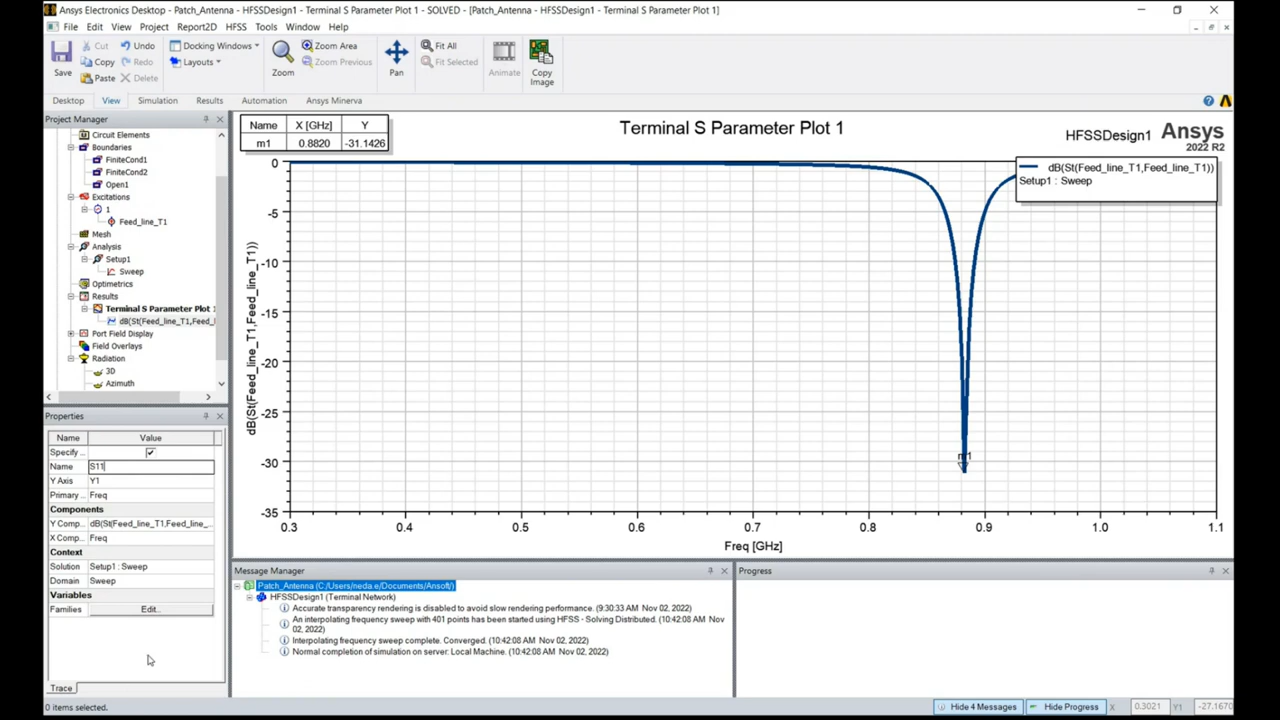 Ansys Electronics Desktop - Patch_Antenna - HFSSDesign1 - Terminal S Parameter Plot 1 - SOLVED - [Patch_Antenna - HFSSDesign1 - Terminal S Parameter Plot 1]
File Edit View Project Report2D HFSS Tools Window Help
Save
Cut
Copy
Paste
Undo
Redo
Delete
Docking Windows
Layouts
Zoom
Zoom Area
Zoom Previous
Pan
Fit All
Fit Selected
Animate
Copy
Image
Desktop View Simulation Results Automation Ansys Minerva
Project Manager
Circuit Elements
Boundaries
FiniteCond1
FiniteCond2
Open1
Excitations
1
Feed_line_T1
Mesh
Analysis
Setup1
Sweep
Optimetrics
Results
Terminal S Parameter Plot 1
dB(St(Feed_line_T1,Feed_l
Port Field Display
Field Overlays
Radiation
3D
Azimuth
Properties
Name Value
Specify ..
Name S11
Y Axis Y1
Primary ... Freq
Components
Y Comp... dB(St(Feed_line_T1,Feed_line_...
X Comp... Freq
Context
Solution Setup1 : Sweep
Domain Sweep
Variables
Families Edit..
Trace
Name X [GHz] Y
m1 0.8820 -31.1426
Terminal S Parameter Plot 1
HFSSDesign1
Ansys
2022 R2
dB(St(Feed_line_T1,Feed_line_T1))
Setup1 : Sweep
dB(St(Feed_line_T1,Feed_line_T1))
0
-5
-10
-15
-20
-25
-30
-35
m1
0.3 0.4 0.5 0.6 0.7 0.8 0.9 1.0 1.1
Freq [GHz]
Message Manager
Patch_Antenna (C:/Users/neda.e/Documents/Ansoft/)
HFSSDesign1 (Terminal Network)
Accurate transparency rendering is disabled to avoid slow rendering performance. (9:30:33 AM Nov 02, 2022)
An interpolating frequency sweep with 401 points has been started using HFSS - Solving Distributed. (10:42:08 AM Nov
02, 2022)
Interpolating frequency sweep complete. Converged. (10:42:08 AM Nov 02, 2022)
Normal completion of simulation on server: Local Machine. (10:42:08 AM Nov 02, 2022)
Progress
0 items selected.
Hide 4 Messages
Hide Progress
X 0.3021 Y1 -27.1670